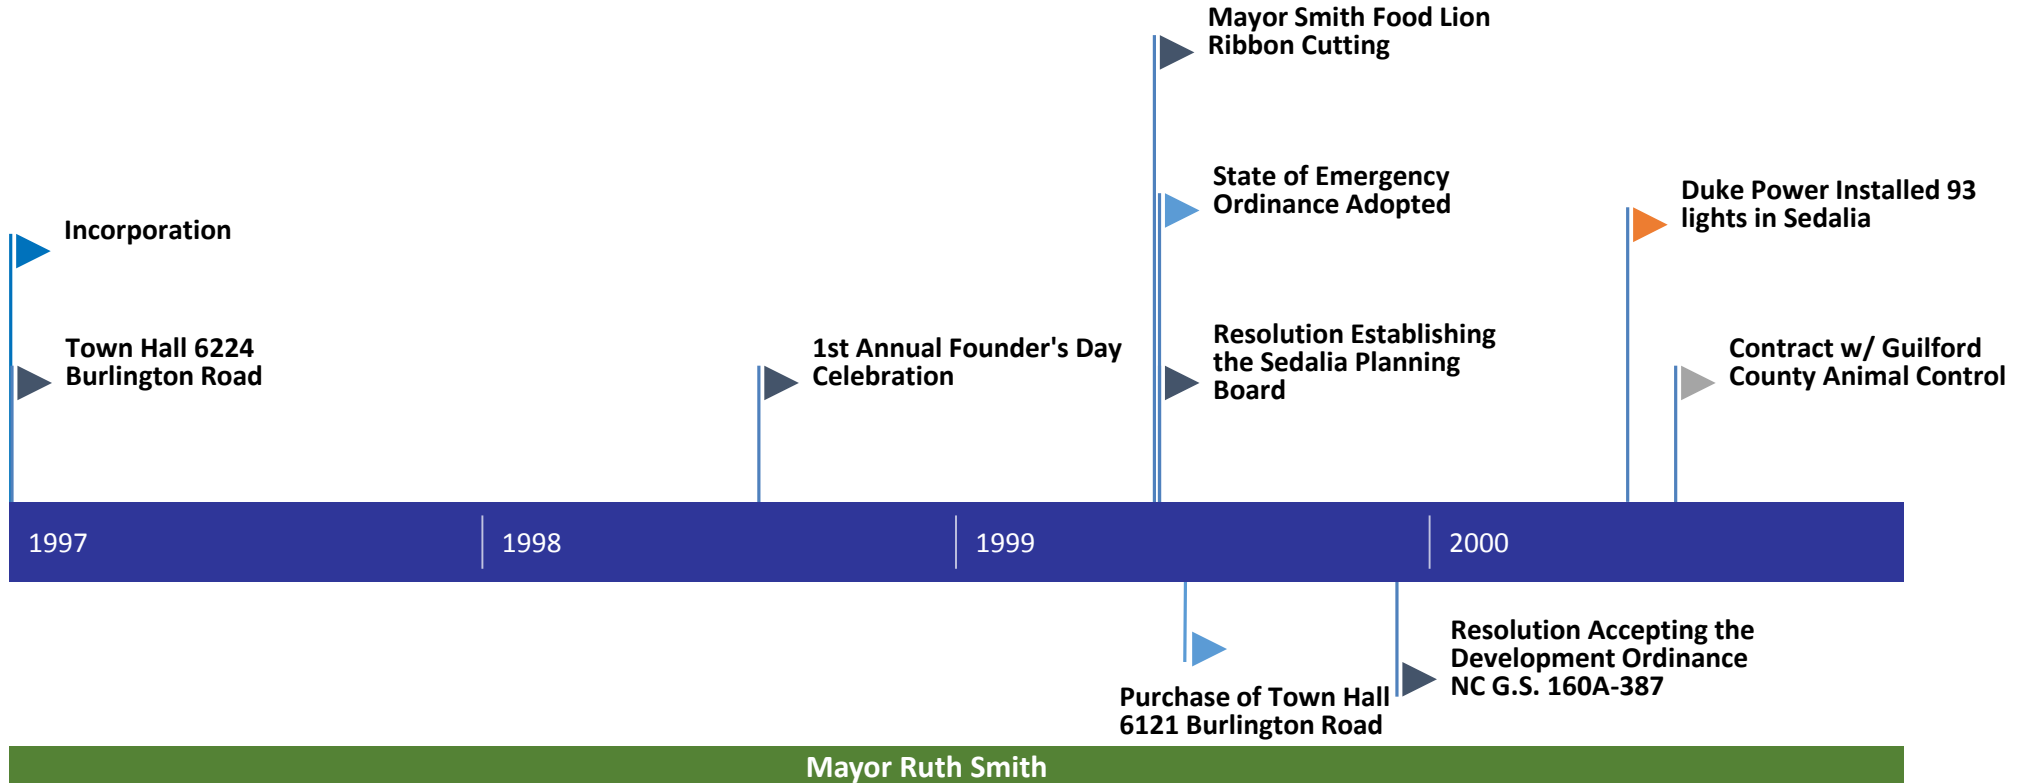 Mayor Smith Food Lion
Ribbon Cutting
State of Emergency
Ordinance Adopted
Duke Power Installed 93
lights in Sedalia
Incorporation
Town Hall 6224
Burlington Road
1st Annual Founder's Day
Celebration
Resolution Establishing
the Sedalia Planning
Board
Contract w/ Guilford
County Animal Control
1997
1998
1999
2000
Purchase of Town Hall
6121 Burlington Road
Resolution Accepting the
Development Ordinance
NC G.S. 160A-387
Mayor Ruth Smith